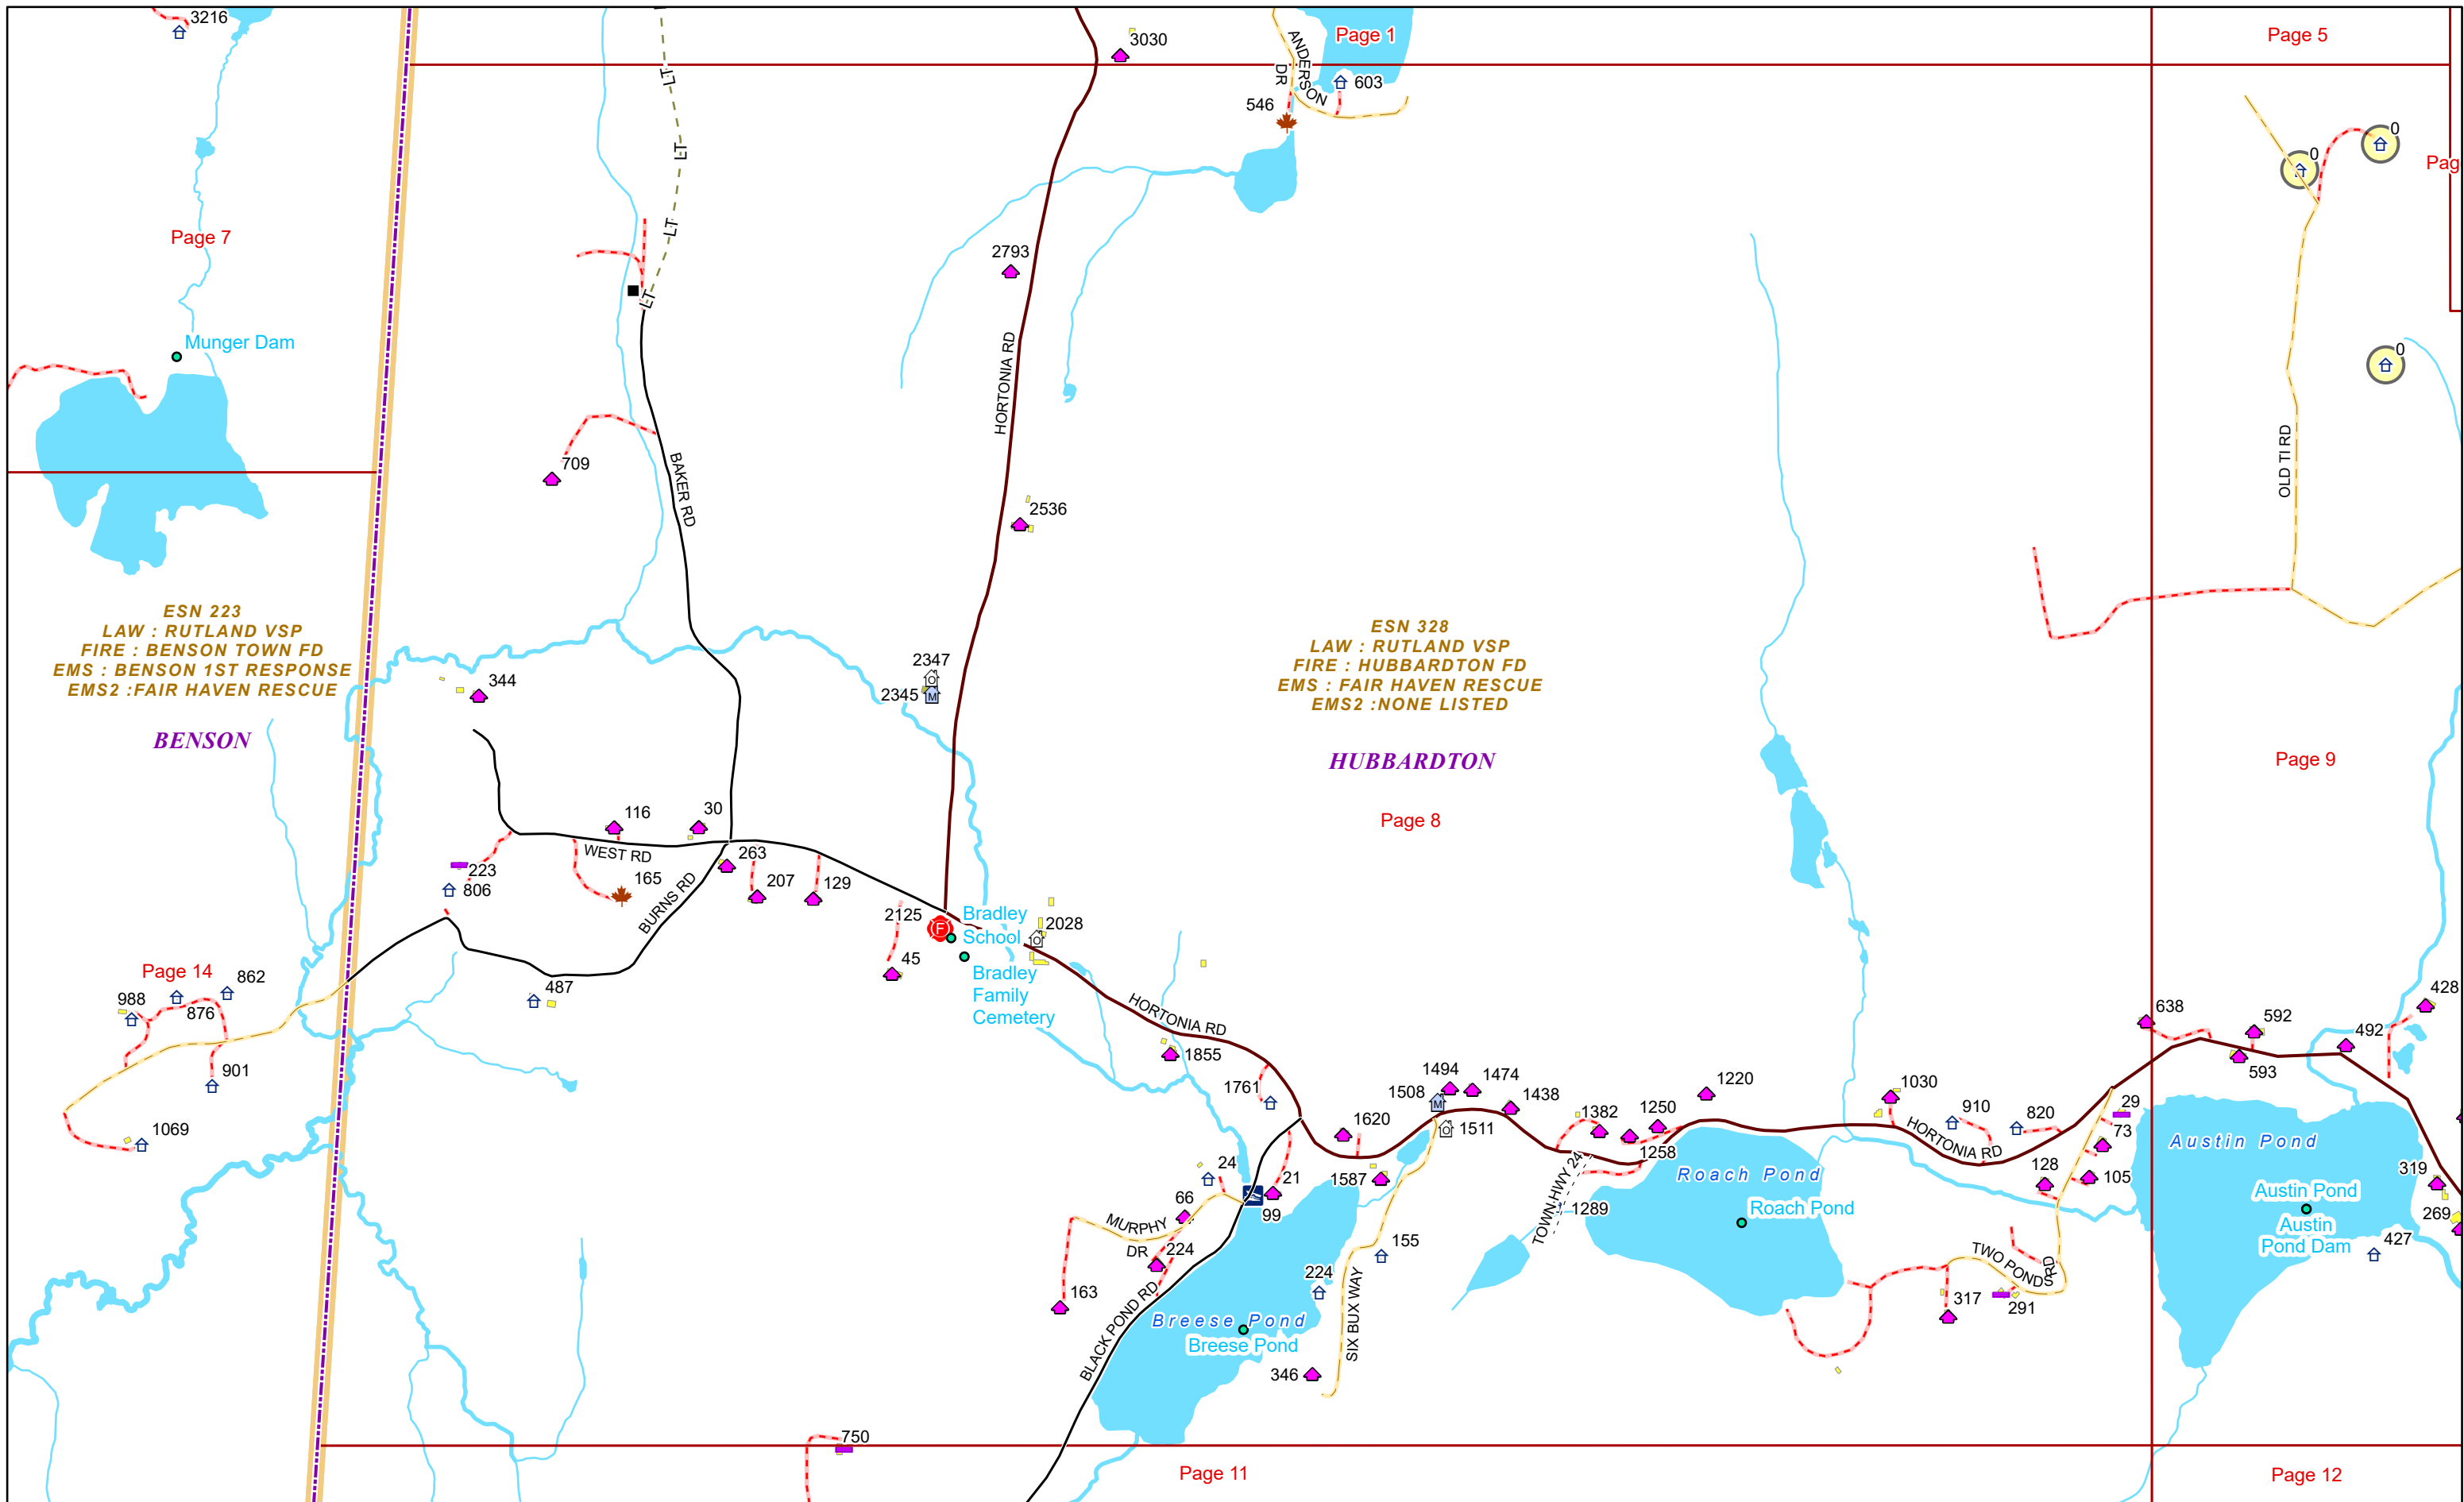 3216
3030
Page 1
Page 5
ANDERSON
DR
603
546
0
0
Pag
LT
LT
LT
LT
Page 7
2793
Munger Dam
HORTONIA RD
0
709
BAKER RD
OLD TI RD
2536
ESN 223
LAW : RUTLAND VSP
FIRE : BENSON TOWN FD
EMS : BENSON 1ST RESPONSE
EMS2 :FAIR HAVEN RESCUE
ESN 328
LAW : RUTLAND VSP
FIRE : HUBBARDTON FD
EMS : FAIR HAVEN RESCUE
EMS2 :NONE LISTED
344
2347
O
2345
M
BENSON
HUBBARDTON
Page 9
Page 8
116
30
WEST RD
263
223
806
165
207
129
BURNS RD
2125
F
Bradley
School
2028
O
45
Bradley
Family
Cemetery
Page 14
862
988
876
487
901
1069
HORTONIA RD
1855
1761
638
592
593
492
428
1494
1474
1508
M
1438
1511
O
1620
1587
1382
1250
1258
1220
1030
910
820
HORTONIA RD
29
73
128
105
Austin Pond
Austin Pond
Austin
Pond Dam
319
269
427
24
21
66
99
MURPHY
DR
224
163
BLACK POND RD
TOWN HWY 24
1289
Roach Pond
Roach Pond
155
224
SIX BUX WAY
Breese Pond
Breese Pond
346
TWO PONDS RD
317
291
750
Page 11
Page 12